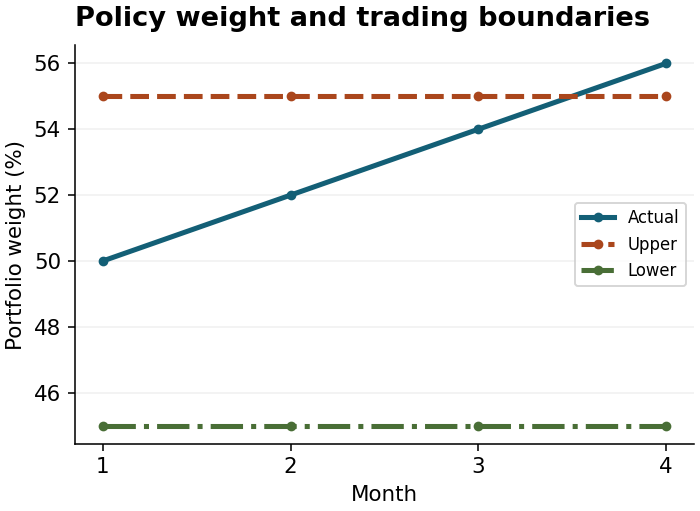 Policy weight and trading boundaries
Portfolio weight (%)
56
54
52
50
48
46
Actual
Upper
Lower
1 2 3 4
Month